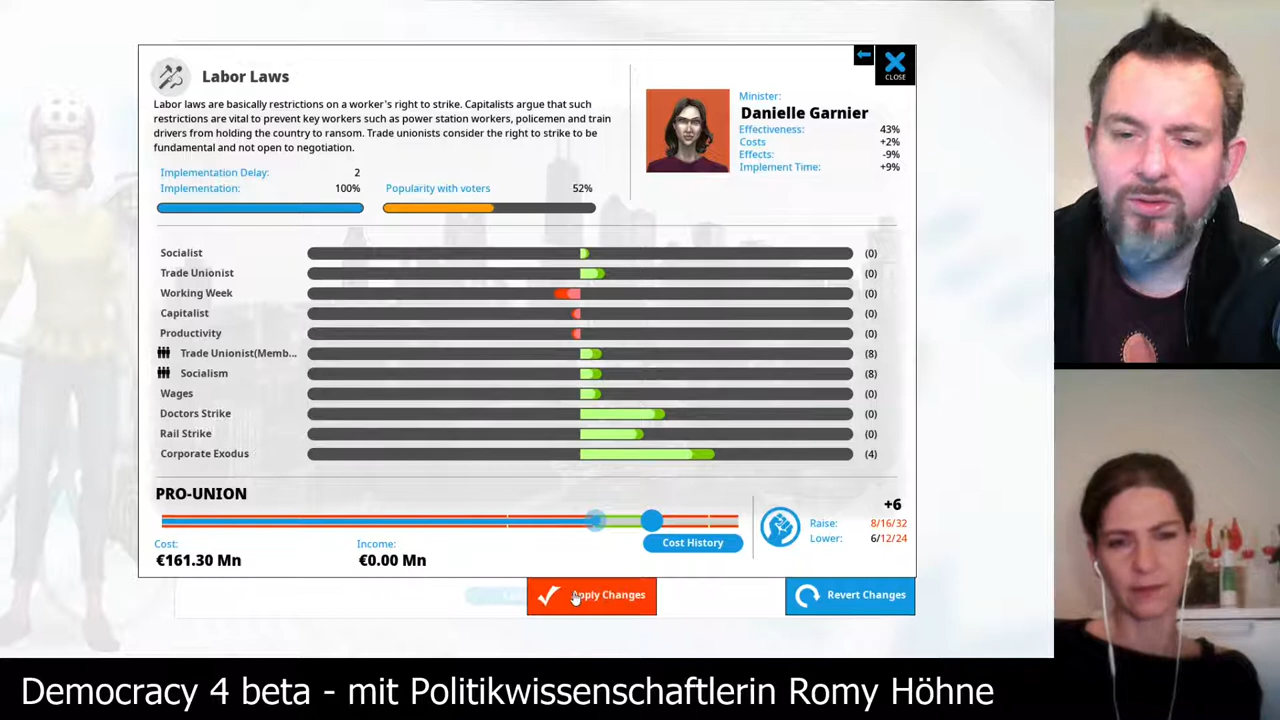 Labor Laws
Labor laws are basically restrictions on a worker's right to strike. Capitalists argue that such
restrictions are vital to prevent key workers such as power station workers, policemen and train
drivers from holding the country to ransom. Trade unionists consider the right to strike to be
fundamental and not open to negotiation.
Implementation Delay: 2
Implementation: 100%
Popularity with voters 52%
CLOSE
Minister:
Danielle Garnier
Effectiveness: 43%
Costs +2%
Effects: -9%
Implement Time: +9%
Socialist (0)
Trade Unionist (0)
Working Week (0)
Capitalist (0)
Productivity (0)
Trade Unionist(Memb... (8)
Socialism (8)
Wages (0)
Doctors Strike (0)
Rail Strike (0)
Corporate Exodus (4)
PRO-UNION
Cost: Income:
€161.30 Mn €0.00 Mn
Cost History
+6
Raise: 8/16/32
Lower: 6/12/24
Apply Changes
Revert Changes
Democracy 4 beta - mit Politikwissenschaftlerin Romy Höhne